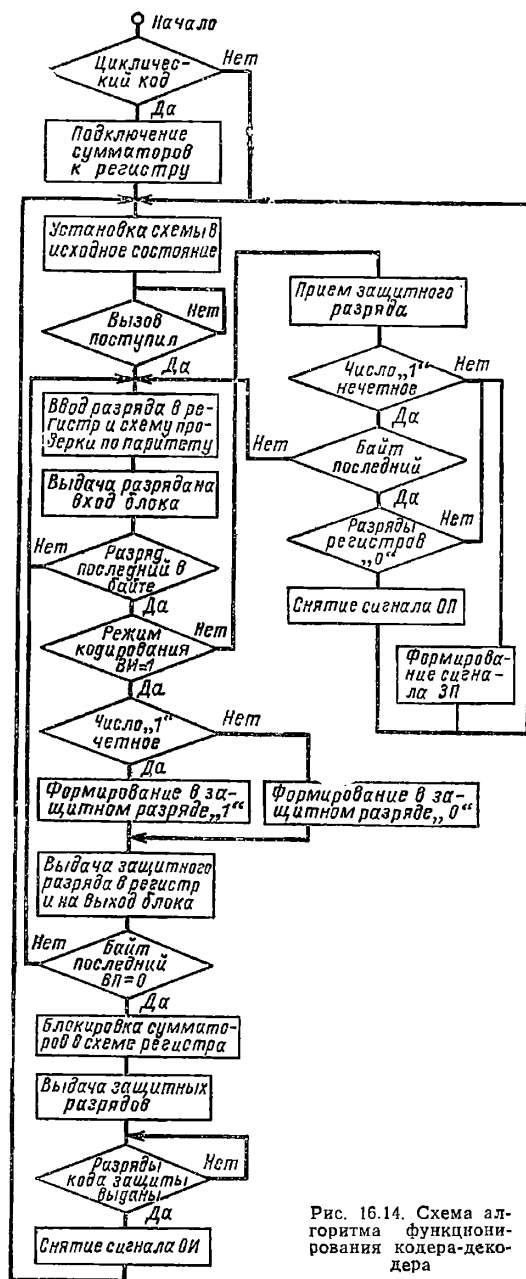 Начало
Цикличес-
кий код
Нет
Да
Подключение
сумматоров
к регистру
Установка схемы в
исходное состояние
Нет
Вызов
поступил
Да
Ввод разряда в ре-
гистр и схему про-
верки по паритету
Выдача разряда на
вход блока
Нет
Разряд
последний в
байте
Да
Режим
кодирования
ВИ=1
Нет
Да
Число „1“
четное
Нет
Да
Формирование в за-
щитном разряде „1“
Формирование в за-
щитном разряде „0“
Выдача защитного
разряда в регистр
и на выход блока
Нет
Байт
последний
ВП=0
Да
Блокировка суммато-
ров в схеме регистра
Выдача защитных
разрядов
Разряды
кода защиты
выданы
Нет
Да
Снятие сигнала ОИ
Прием защитного
разряда
Число „1“
нечетное
Нет
Да
Нет
Байт
последний
Да
Разряды
регистров
„0“
Нет
Снятие сигнала ОП
Формирова-
ние сигна-
ла ЗП
Рис. 16.14. Схема ал-
горитма функциони-
рования кодера-деко-
дера